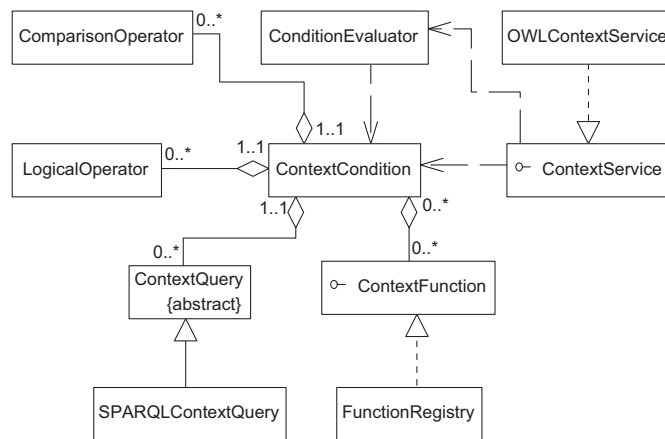 0..*
ComparisonOperator
ConditionEvaluator
OWLContextService
1..1
0..*
1..1
LogicalOperator
ContextCondition
ContextService
1..1
0..*
0..*
0..*
ContextQuery
{abstract}
ContextFunction
SPARQLContextQuery
FunctionRegistry